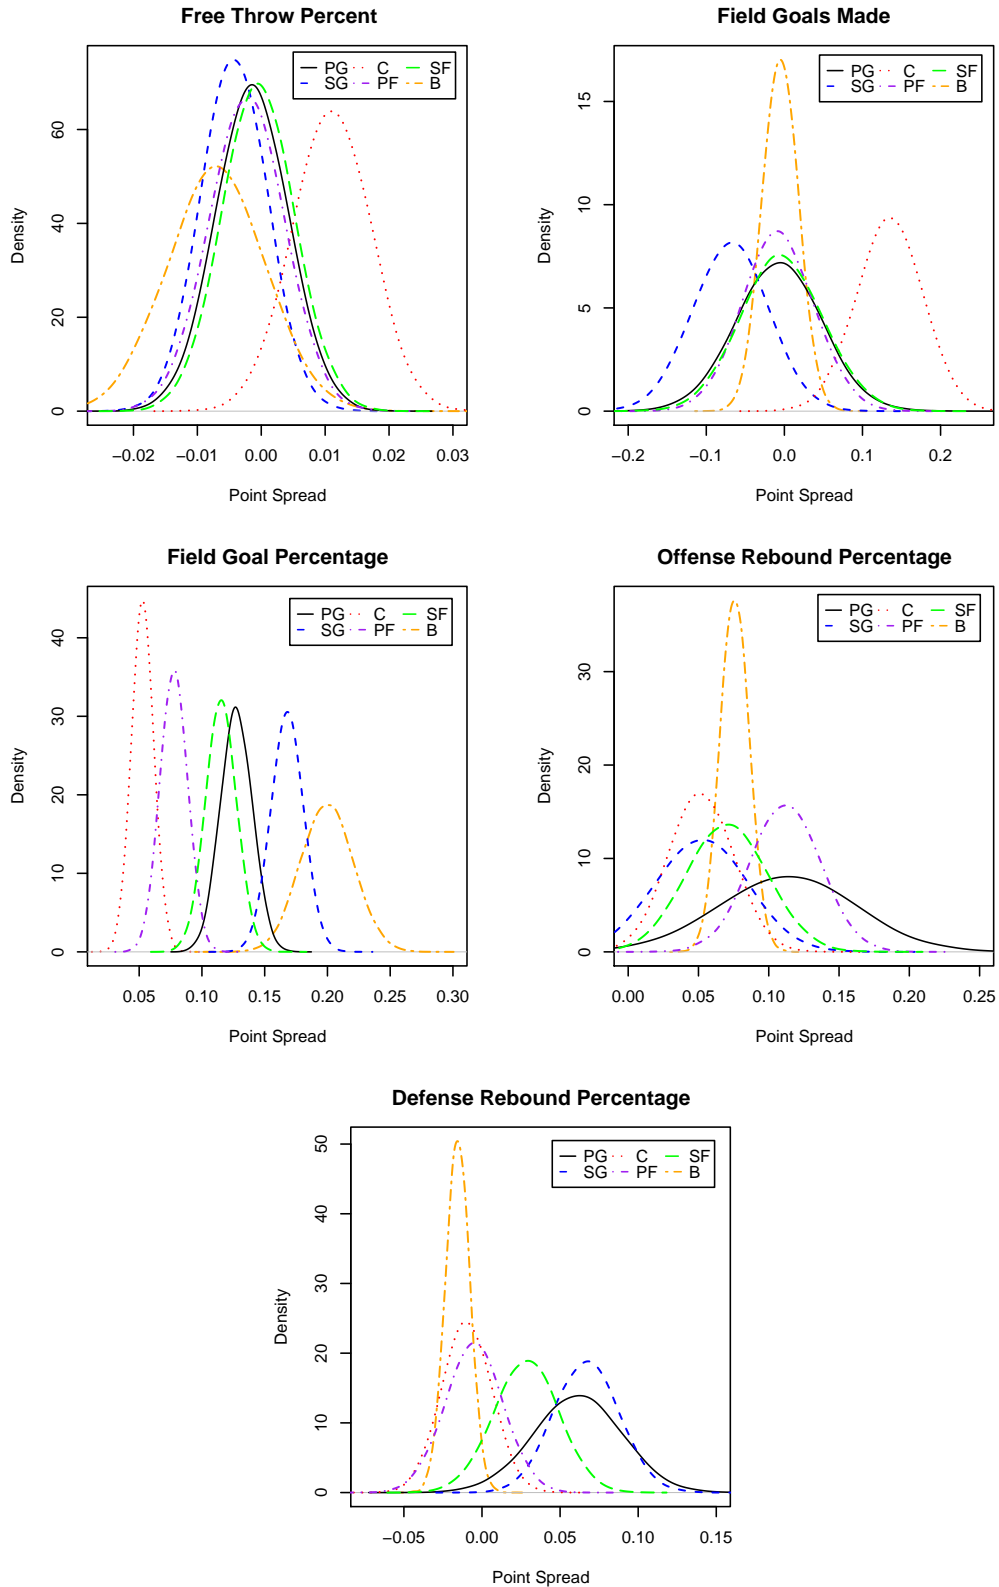 Free Throw Percent
PG C SF
SG PF B
Density
0 20 40 60
−0.02 −0.01 0.00 0.01 0.02 0.03
Point Spread
Field Goals Made
PG C SF
SG PF B
Density
0 5 10 15
−0.2 −0.1 0.0 0.1 0.2
Point Spread
Field Goal Percentage
PG C SF
SG PF B
Density
0 10 20 30 40
0.05 0.10 0.15 0.20 0.25 0.30
Point Spread
Offense Rebound Percentage
PG C SF
SG PF B
Density
0 10 20 30
0.00 0.05 0.10 0.15 0.20 0.25
Point Spread
Defense Rebound Percentage
PG C SF
SG PF B
Density
0 10 20 30 40 50
−0.05 0.00 0.05 0.10 0.15
Point Spread